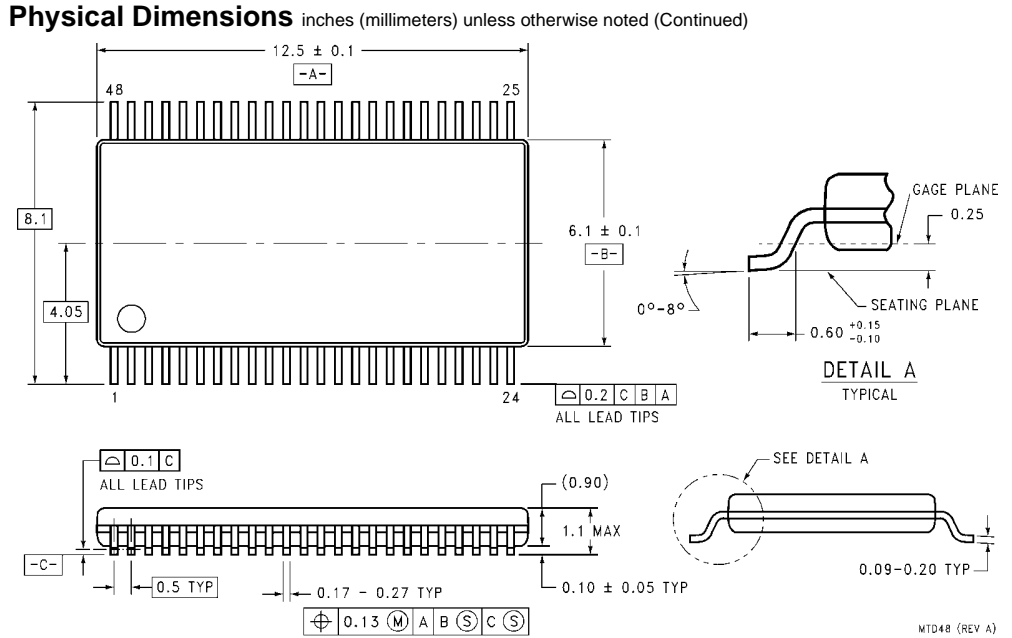 Physical Dimensions inches (millimeters) unless otherwise noted (Continued)
12.5 ± 0.1
-A-
48
25
8.1
4.05
6.1 ± 0.1
-B-
1
24
⌓ 0.2 C B A
ALL LEAD TIPS
GAGE PLANE
0.25
SEATING PLANE
0°-8°
0.60 +0.15 -0.10
DETAIL A
TYPICAL
⌓ 0.1 C
ALL LEAD TIPS
(0.90)
1.1 MAX
-C-
0.5 TYP
0.17 - 0.27 TYP
0.10 ± 0.05 TYP
⌖ 0.13 Ⓜ A B Ⓢ C Ⓢ
SEE DETAIL A
0.09-0.20 TYP
MTD48 (REV A)